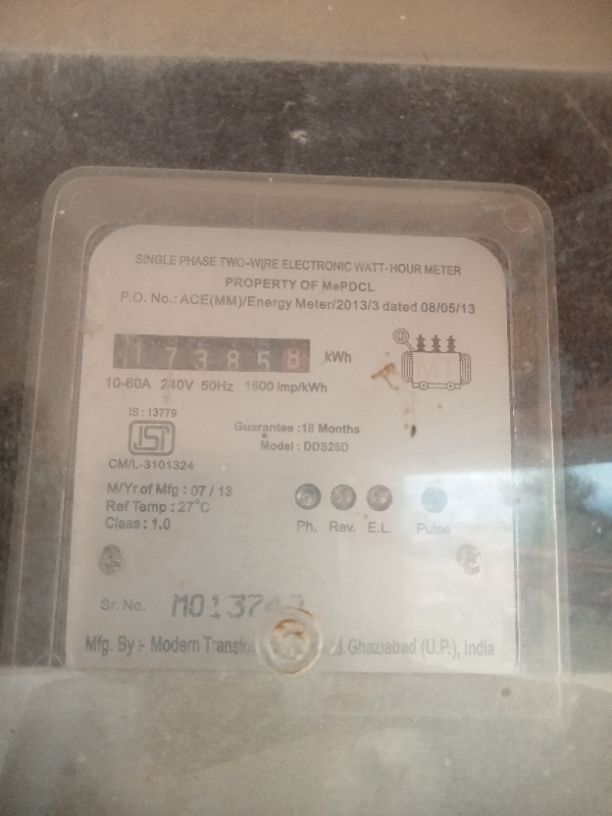 SINGLE PHASE TWO-WIRE ELECTRONIC WATT-HOUR METER
PROPERTY OF MePDCL
P.O. No.: ACE(MM)/Energy Meter/2013/3 dated 08/05/13
173858 kWh
10-60A 240V 50Hz 1600 Imp/kWh
IS : 13779
ISI
CM/L-3101324
Guarantee :18 Months
Model : DDS26D
M/Yr of Mfg : 07 / 13
Ref Temp : 27°C
Class : 1.0
Ph. Rev. E.L. Pulse
Sr. No.
Mfg. By :- Modern Ghaziabad (U.P.), India